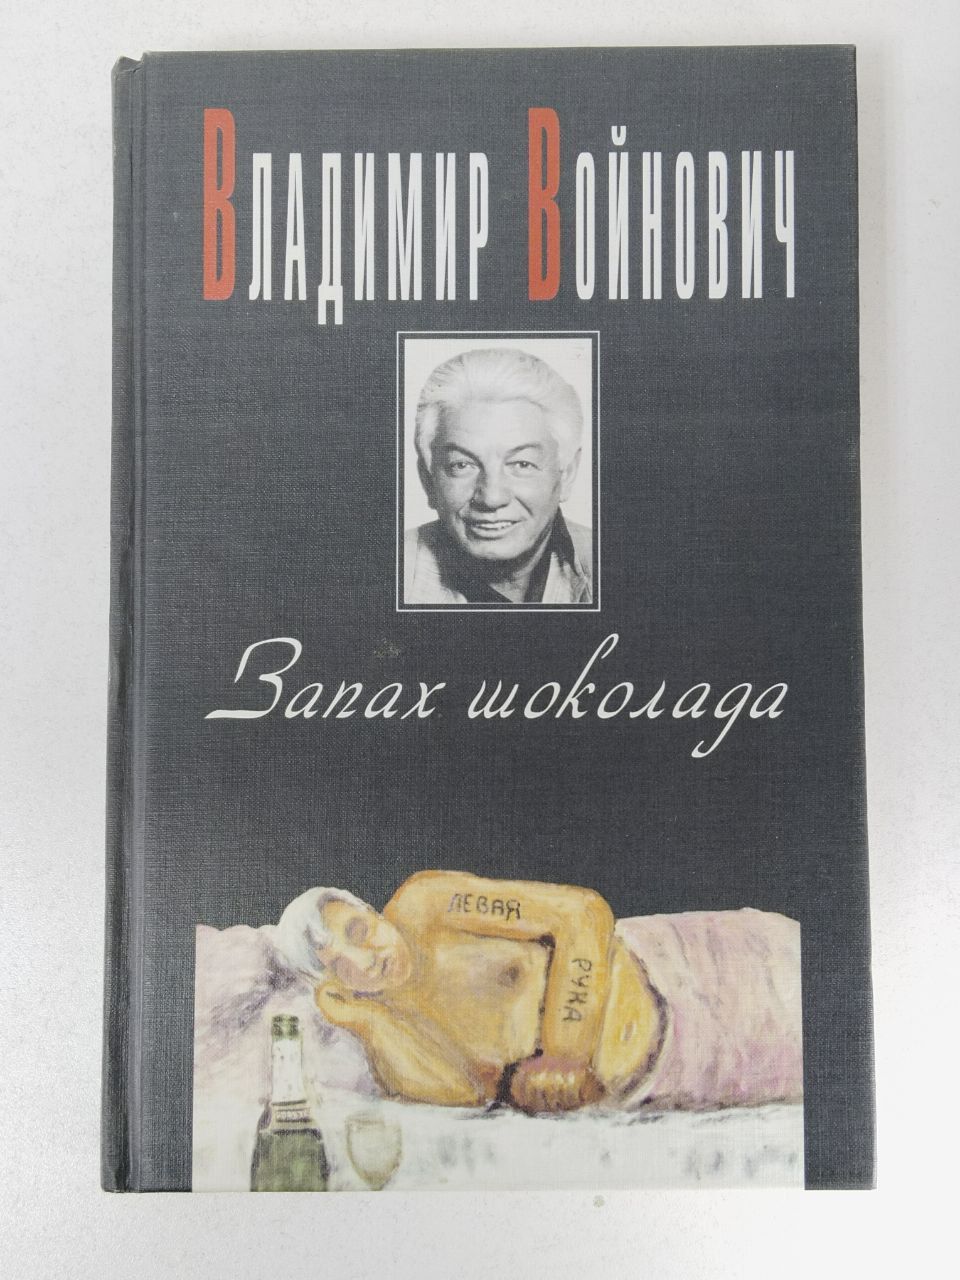 Владимир Войнович
Запах шоколада
ЛЕВАЯ
РУКА